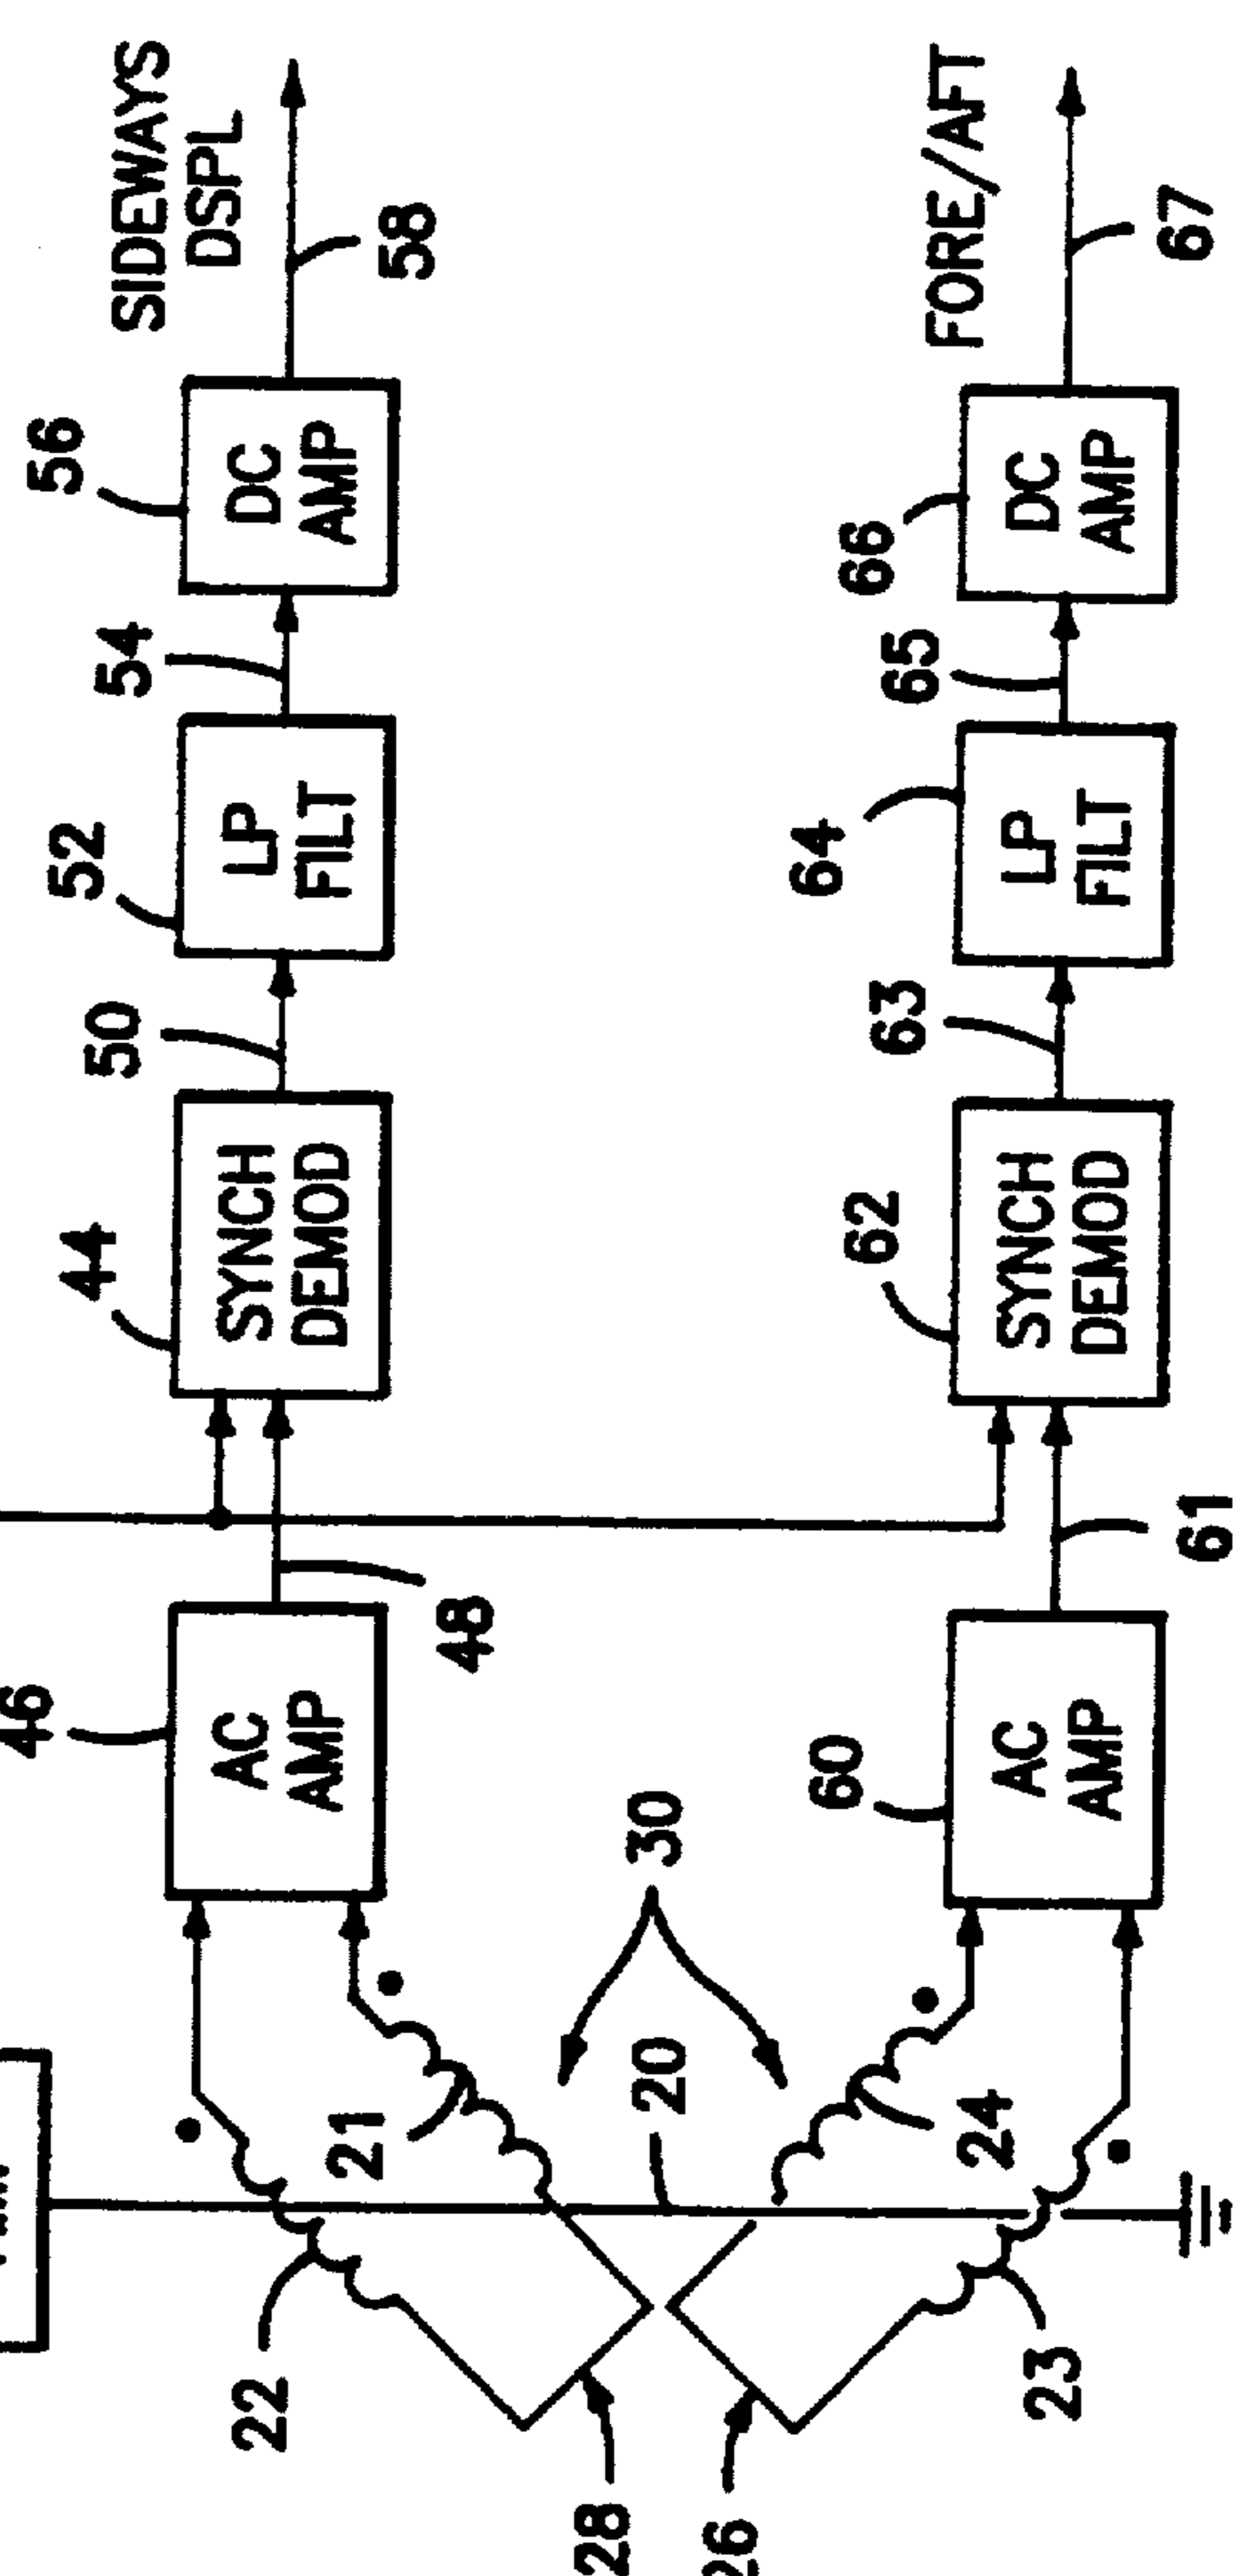 SIDEWAYS
DSPL
58
56
DC
AMP
54
52
LP
FILT
50
44
SYNCH
DEMOD
48
46
AC
AMP
22
21
28
30
20
26
24
23
FORE/AFT
67
66
DC
AMP
65
64
LP
FILT
63
62
SYNCH
DEMOD
61
60
AC
AMP